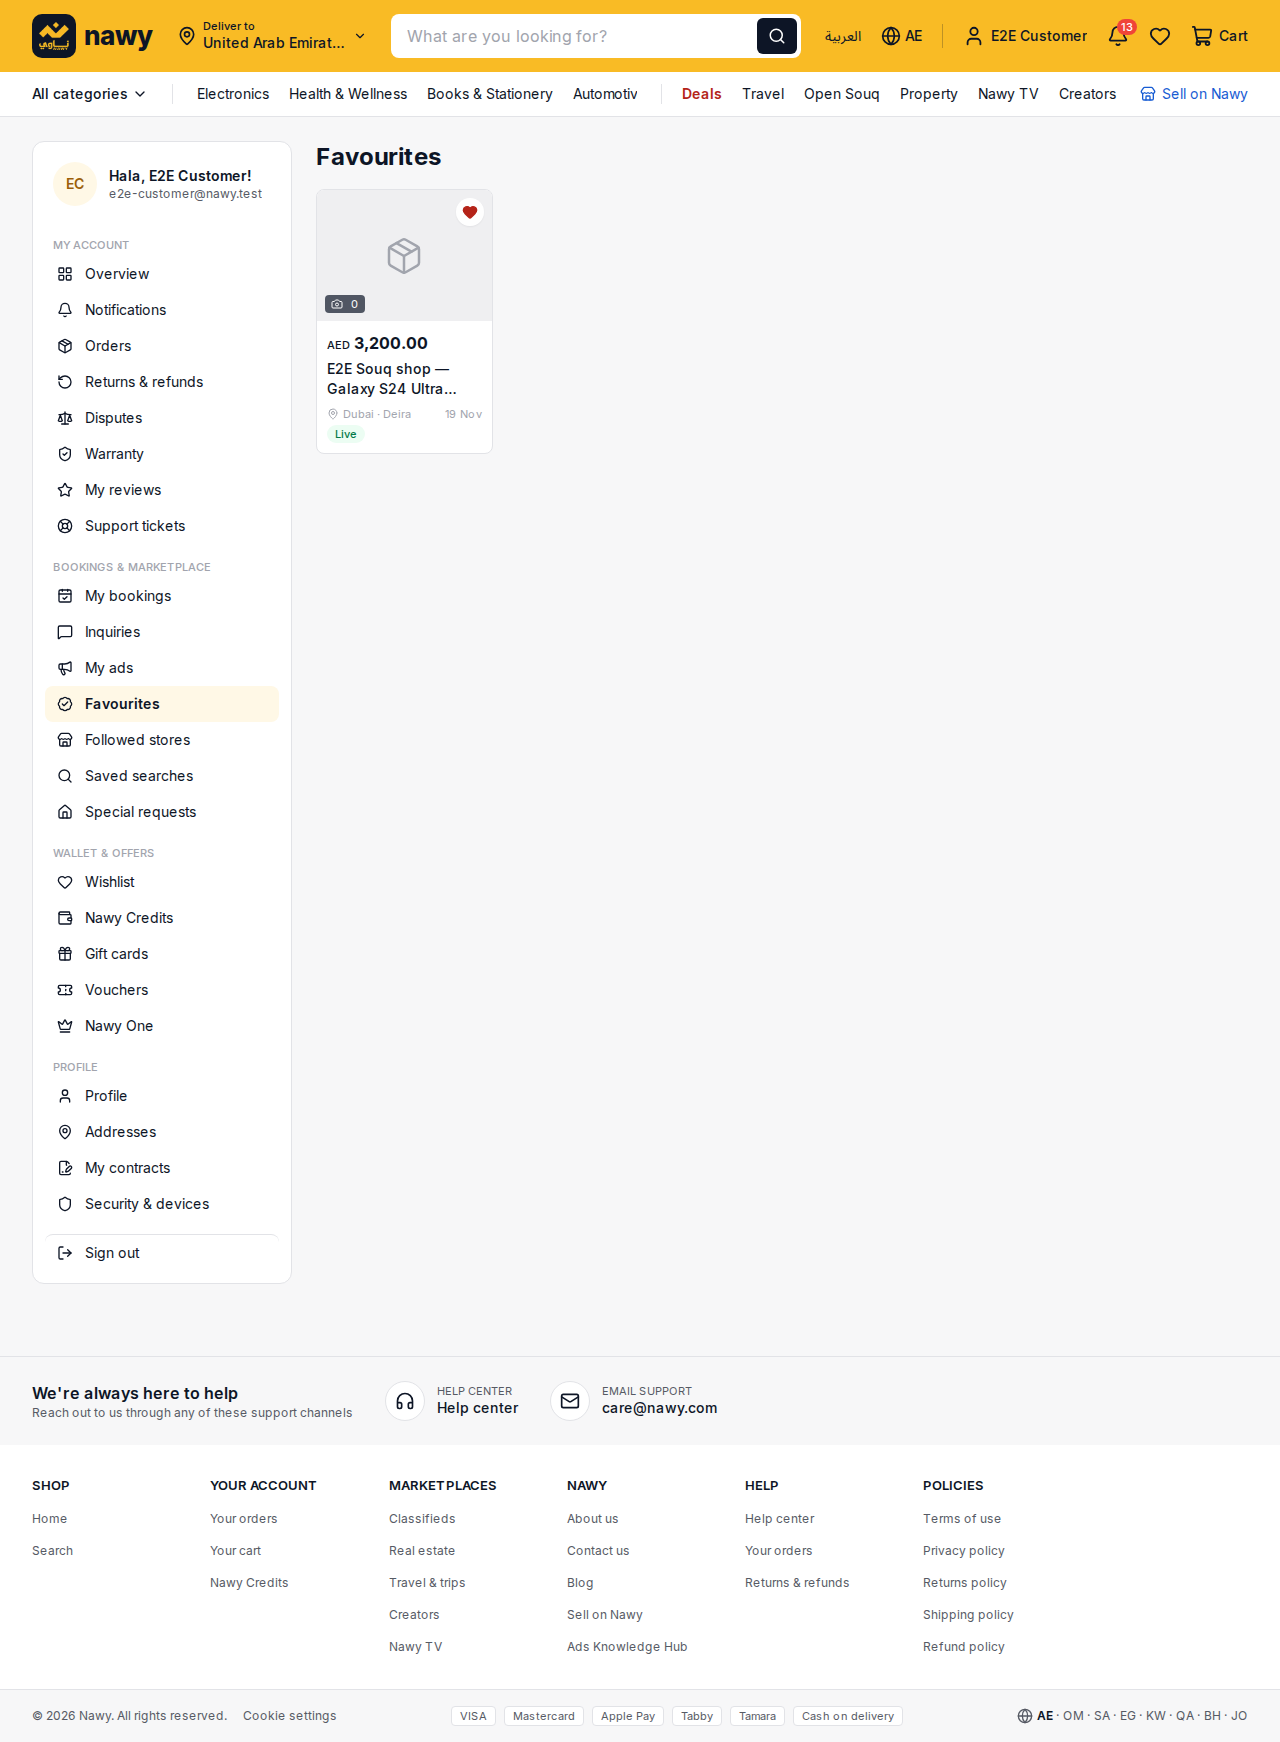 ناوي
NAWY
nawy
Deliver to
United Arab Emirat...
What are you looking for?
العربية
AE
E2E Customer
13
Cart
All categories
Electronics
Health & Wellness
Books & Stationery
Automotiv
Deals
Travel
Open Souq
Property
Nawy TV
Creators
Sell on Nawy
EC
Hala, E2E Customer!
e2e-customer@nawy.test
MY ACCOUNT
Overview
Notifications
Orders
Returns & refunds
Disputes
Warranty
My reviews
Support tickets
BOOKINGS & MARKETPLACE
My bookings
Inquiries
My ads
Favourites
Followed stores
Saved searches
Special requests
WALLET & OFFERS
Wishlist
Nawy Credits
Gift cards
Vouchers
Nawy One
PROFILE
Profile
Addresses
My contracts
Security & devices
Sign out
Favourites
0
AED 3,200.00
E2E Souq shop —
Galaxy S24 Ultra...
Dubai · Deira
19 Nov
Live
We're always here to help
Reach out to us through any of these support channels
HELP CENTER
Help center
EMAIL SUPPORT
care@nawy.com
SHOP
Home
Search
YOUR ACCOUNT
Your orders
Your cart
Nawy Credits
MARKETPLACES
Classifieds
Real estate
Travel & trips
Creators
Nawy TV
NAWY
About us
Contact us
Blog
Sell on Nawy
Ads Knowledge Hub
HELP
Help center
Your orders
Returns & refunds
POLICIES
Terms of use
Privacy policy
Returns policy
Shipping policy
Refund policy
© 2026 Nawy. All rights reserved.
Cookie settings
VISA
Mastercard
Apple Pay
Tabby
Tamara
Cash on delivery
AE · OM · SA · EG · KW · QA · BH · JO